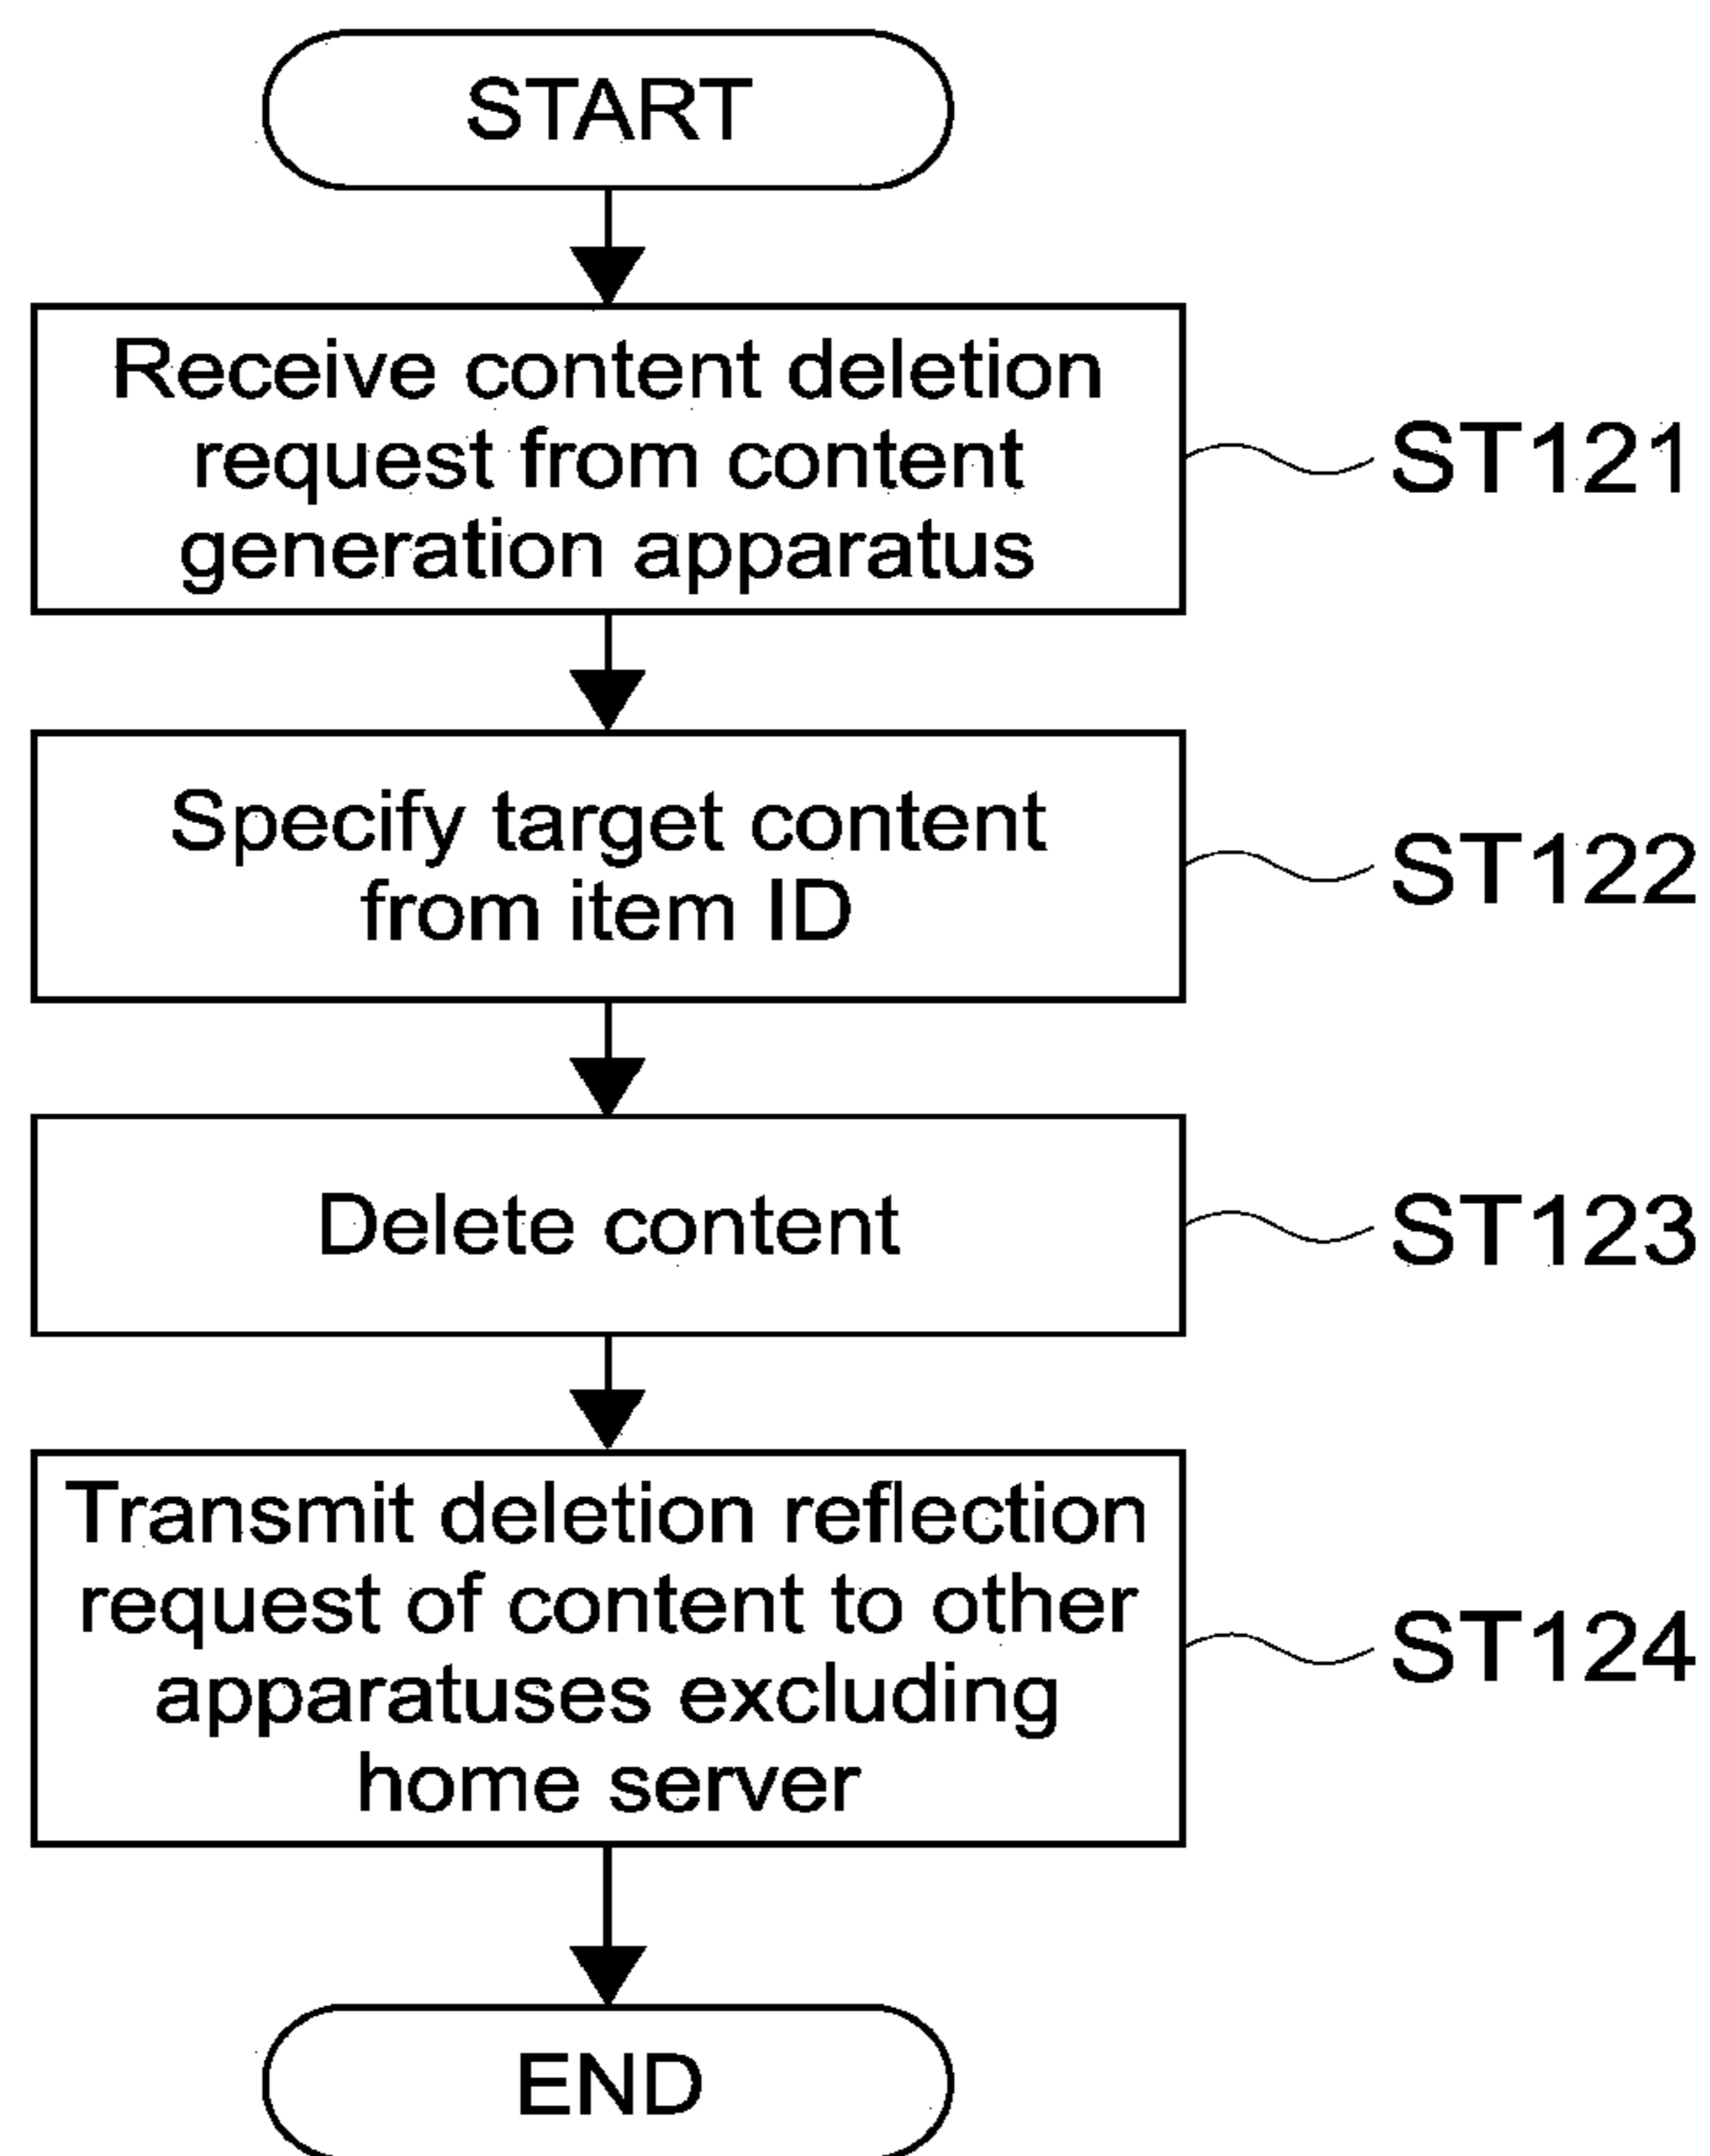 START
Receive content deletion
request from content
generation apparatus
ST121
Specify target content
from item ID
ST122
Delete content
ST123
Transmit deletion reflection
request of content to other
apparatuses excluding
home server
ST124
END